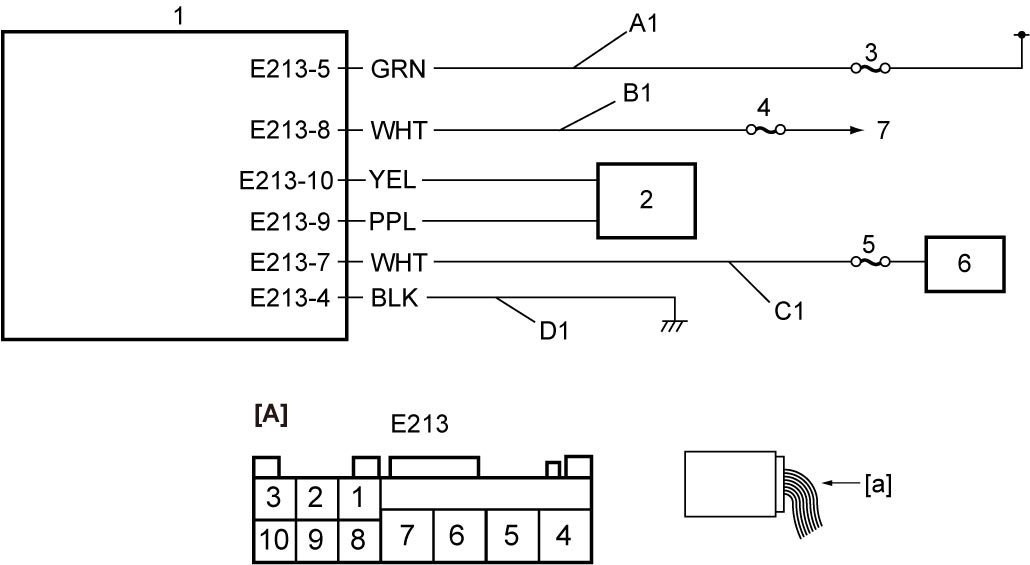 1
A1
E213-5 GRN 3
B1
E213-8 WHT 4 7
E213-10 YEL
2
E213-9 PPL
E213-7 WHT 5 6
C1
E213-4 BLK
D1
[A]
E213
3 2 1
10 9 8 7 6 5 4
[a]